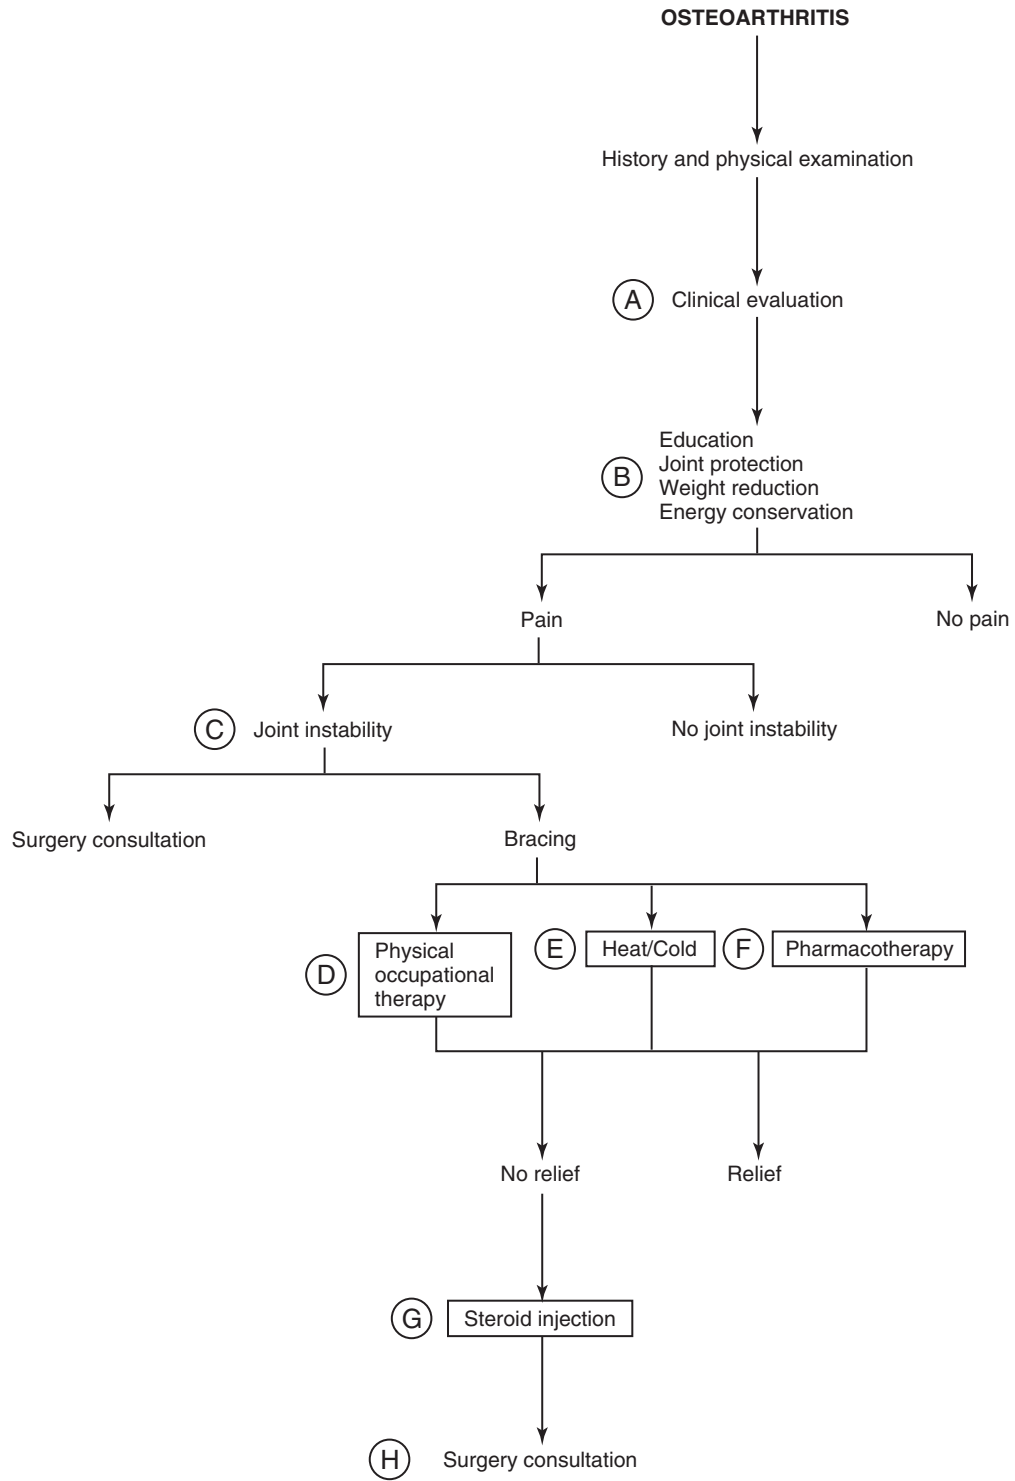 OSTEOARTHRITIS
History and physical examination
A Clinical evaluation
B
Education
Joint protection
Weight reduction
Energy conservation
Pain
No pain
C Joint instability
No joint instability
Surgery consultation
Bracing
D
Physical
occupational
therapy
E Heat/Cold
F Pharmacotherapy
No relief
Relief
G Steroid injection
H Surgery consultation